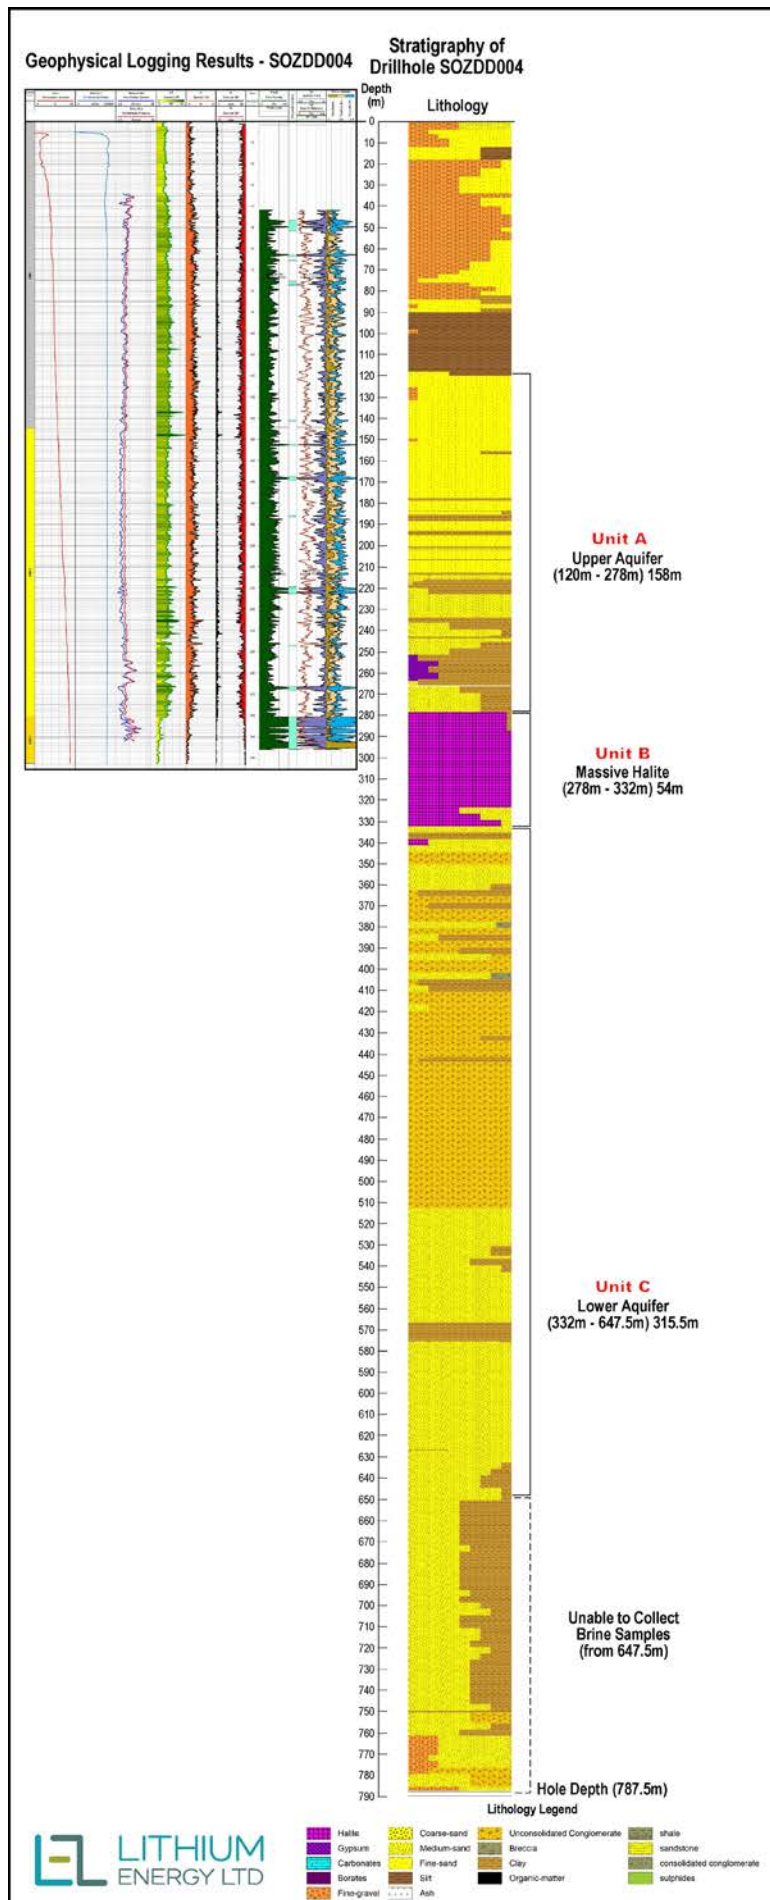 Geophysical Logging Results - SOZDD004
Stratigraphy of
Drillhole SOZDD004
Depth
(m)
Lithology
0
10
20
30
40
50
60
70
80
90
100
110
120
130
140
150
160
170
180
190
200
210
220
230
240
250
260
270
280
290
300
310
320
330
340
350
360
370
380
390
400
410
420
430
440
450
460
470
480
490
500
510
520
530
540
550
560
570
580
590
600
610
620
630
640
650
660
670
680
690
700
710
720
730
740
750
760
770
780
790
Unit A
Upper Aquifer
(120m - 278m) 158m
Unit B
Massive Halite
(278m - 332m) 54m
Unit C
Lower Aquifer
(332m - 647.5m) 315.5m
Unable to Collect
Brine Samples
(from 647.5m)
Hole Depth (787.5m)
Lithology Legend
Halite
Gypsum
Carbonates
Borates
Fine-gravel
Coarse-sand
Medium-sand
Fine-sand
Silt
Ash
Unconsolidated Conglomerate
Breccia
Clay
Organic-matter
shale
sandstone
consolidated conglomerate
sulphides
LEL LITHIUM
ENERGY LTD